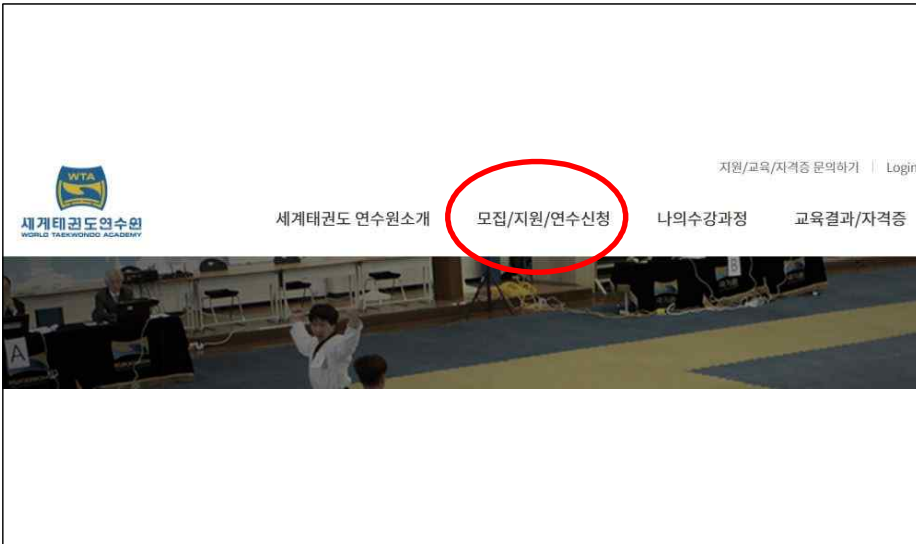 지원/교육/자격증 문의하기 | Login
WTA
세계태권도연수원
WORLD TAEKWONDO ACADEMY
세계태권도 연수원소개 모집/지원/연수신청 나의수강과정 교육결과/자격증
B
A